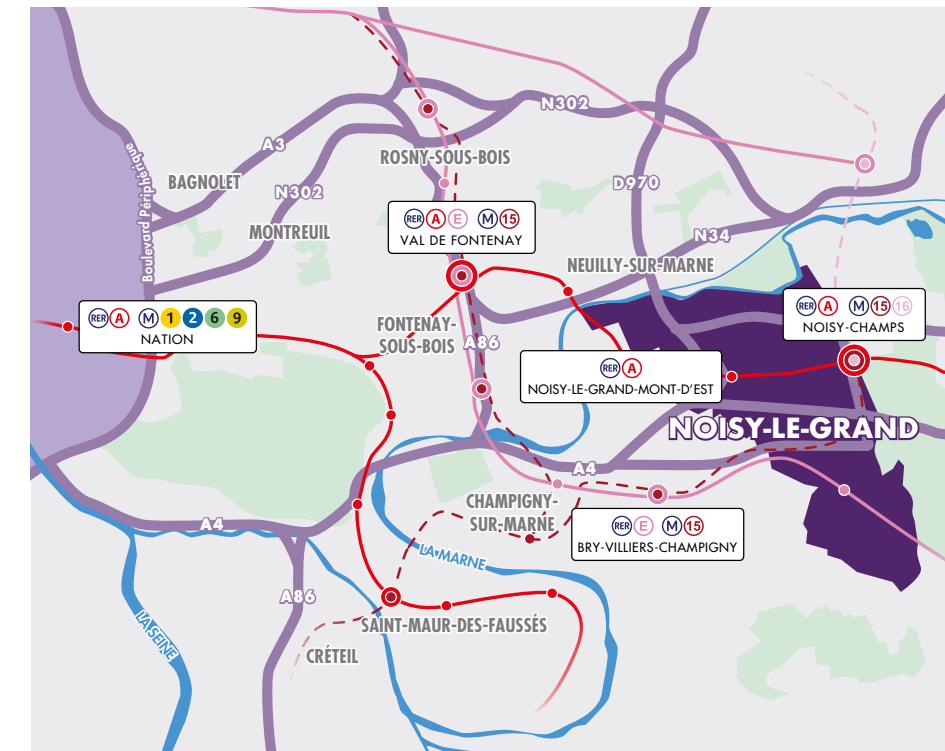 N302
A3
ROSNY-SOUS-BOIS
BAGNOLET
N302
D970
Boulevard Périphérique
MONTREUIL
RER A E M 15
VAL DE FONTENAY
N34
NEUILLY-SUR-MARNE
RER A M 1 2 6 9
NATION
RER A M 15 16
NOISY-CHAMPS
FONTENAY-
SOUS-BOIS
A86
RER A
NOISY-LE-GRAND-MONT-D'EST
NOISY-LE-GRAND
A4
CHAMPIGNY-
SUR-MARNE
A4
RER E M 15
BRY-VILLIERS-CHAMPIGNY
LA MARNE
A86
SAINT-MAUR-DES-FAUSSÉS
LA SEINE
CRÉTEIL